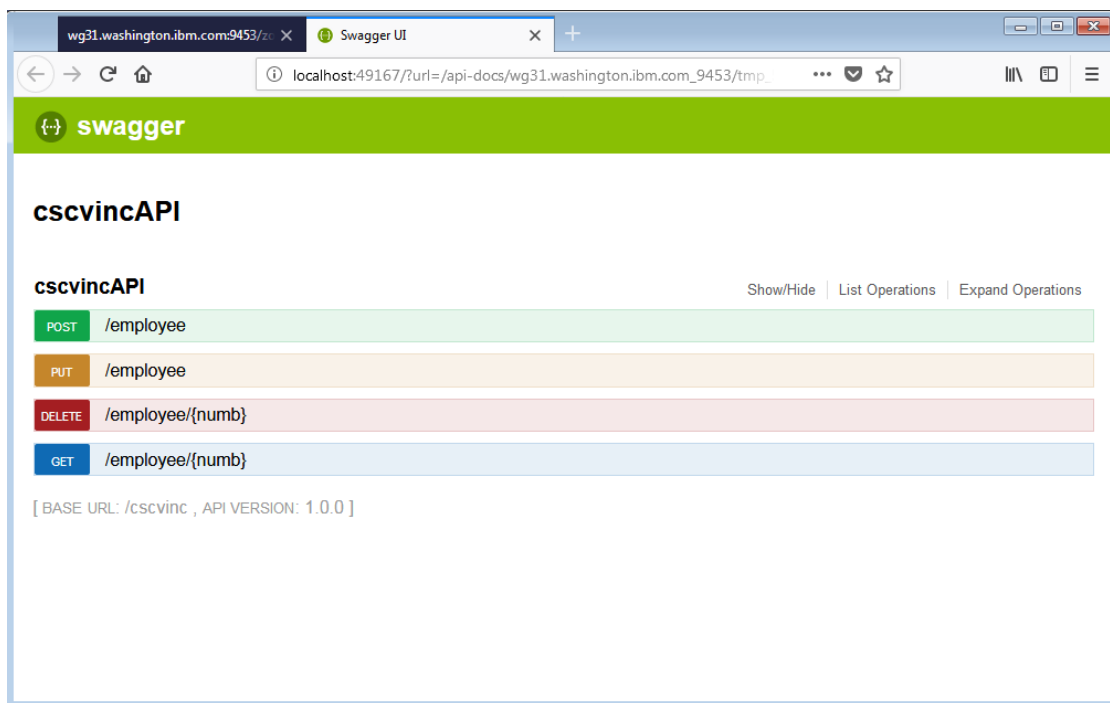 wg31.washington.ibm.com:9453/zo
Swagger UI
localhost:49167/?url=/api-docs/wg31.washington.ibm.com_9453/tmp_
swagger
cscvincAPI
cscvincAPI
Show/Hide
List Operations
Expand Operations
POST /employee
PUT /employee
DELETE /employee/{numb}
GET /employee/{numb}
[ BASE URL: /cscvinc , API VERSION: 1.0.0 ]